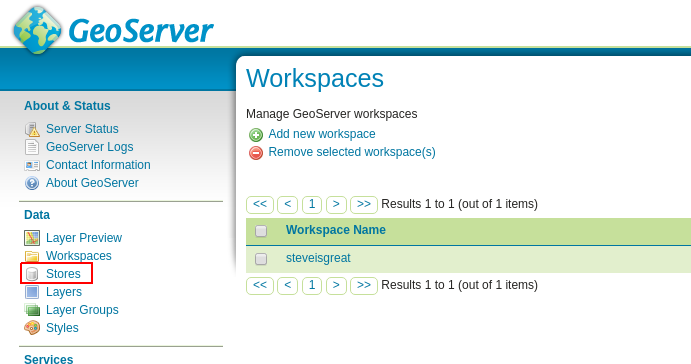 GeoServer
About & Status
Server Status
GeoServer Logs
Contact Information
About GeoServer
Data
Layer Preview
Workspaces
Stores
Layers
Layer Groups
Styles
Services
Workspaces
Manage GeoServer workspaces
Add new workspace
Remove selected workspace(s)
<< < 1 > >> Results 1 to 1 (out of 1 items)
Workspace Name
steveisgreat
<< < 1 > >> Results 1 to 1 (out of 1 items)